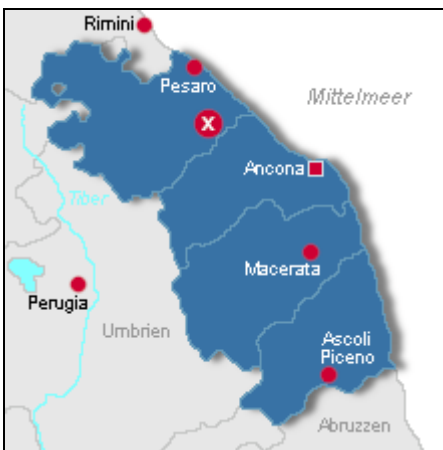 Rimini
Pesaro
Mittelmeer
X
Ancona
Tiber
Macerata
Perugia
Umbrien
Ascoli
Piceno
Abruzzen